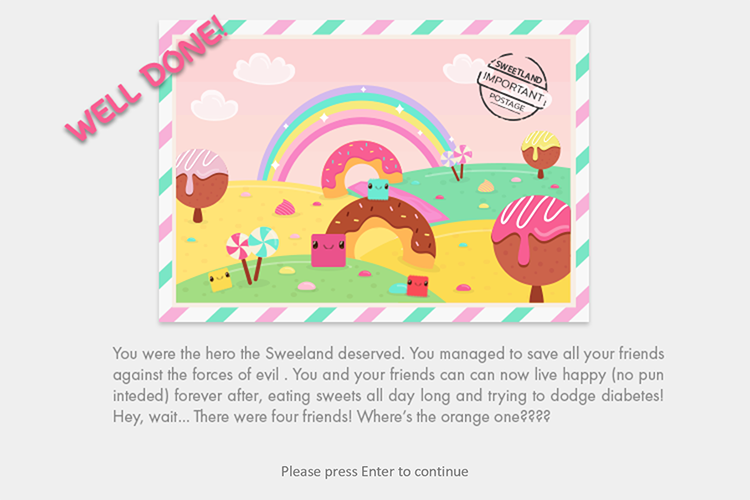 WELL DONE!
SWEETLAND
IMPORTANT
POSTAGE
You were the hero the Sweeland deserved. You managed to save all your friends
against the forces of evil . You and your friends can can now live happy (no pun
inteded) forever after, eating sweets all day long and trying to dodge diabetes!
Hey, wait... There were four friends! Where's the orange one????
Please press Enter to continue